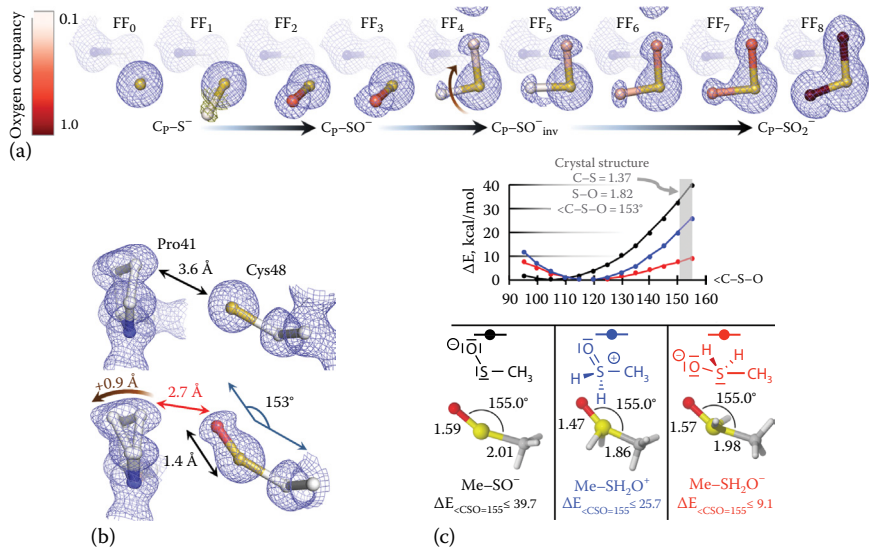 0.1
Oxygen occupancy
1.0
FF0 FF1 FF2 FF3 FF4 FF5 FF6 FF7 FF8
CP–S− CP–SO− CP–SO−inv CP–SO2−
(a)
Pro41
3.6 Å
Cys48
+0.9 Å
2.7 Å
153°
1.4 Å
(b)
Crystal structure
C–S = 1.37
S–O = 1.82
<C–S–O = 153°
ΔE, kcal/mol
40
30
20
10
0
90 100 110 120 130 140 150 160
<C–S–O
⊖ |O̅| S CH3
|O| ⊕ S CH3 H H
⊖ |O H H S CH3
155.0° 155.0° 155.0°
1.59 2.01
1.47 1.86
1.57 1.98
Me–SO− Me–SH2O+ Me–SH2O−
ΔE<CSO=155 ≤ 39.7 ΔE<CSO=155 ≤ 25.7 ΔE<CSO=155 ≤ 9.1
(c)